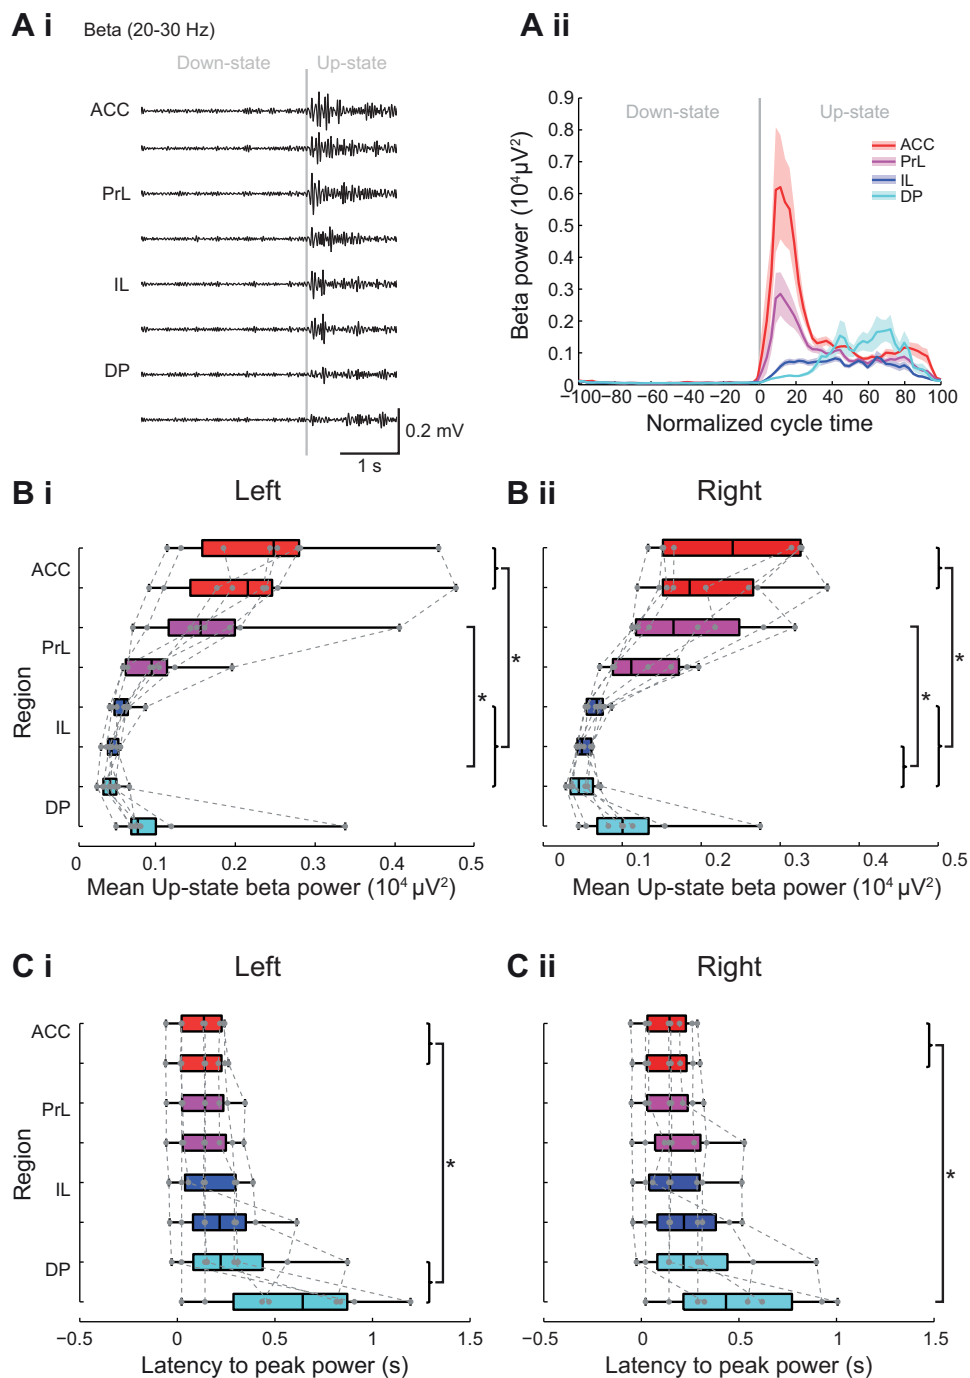 A i
Beta (20-30 Hz)
Down-state
Up-state
ACC
PrL
IL
DP
0.2 mV
1 s
A ii
Down-state
Up-state
ACC
PrL
IL
DP
Beta power (10⁴µV²)
0.9
0.8
0.7
0.6
0.5
0.4
0.3
0.2
0.1
0
−100 −80 −60 −40 −20 0 20 40 60 80 100
Normalized cycle time
B i
Left
Region
ACC
PrL
IL
DP
*
*
0 0.1 0.2 0.3 0.4 0.5
Mean Up-state beta power (10⁴ µV²)
B ii
Right
*
*
0 0.1 0.2 0.3 0.4 0.5
Mean Up-state beta power (10⁴ µV²)
C i
Left
Region
ACC
PrL
IL
DP
*
−0.5 0 0.5 1 1.5
Latency to peak power (s)
C ii
Right
*
−0.5 0 0.5 1 1.5
Latency to peak power (s)